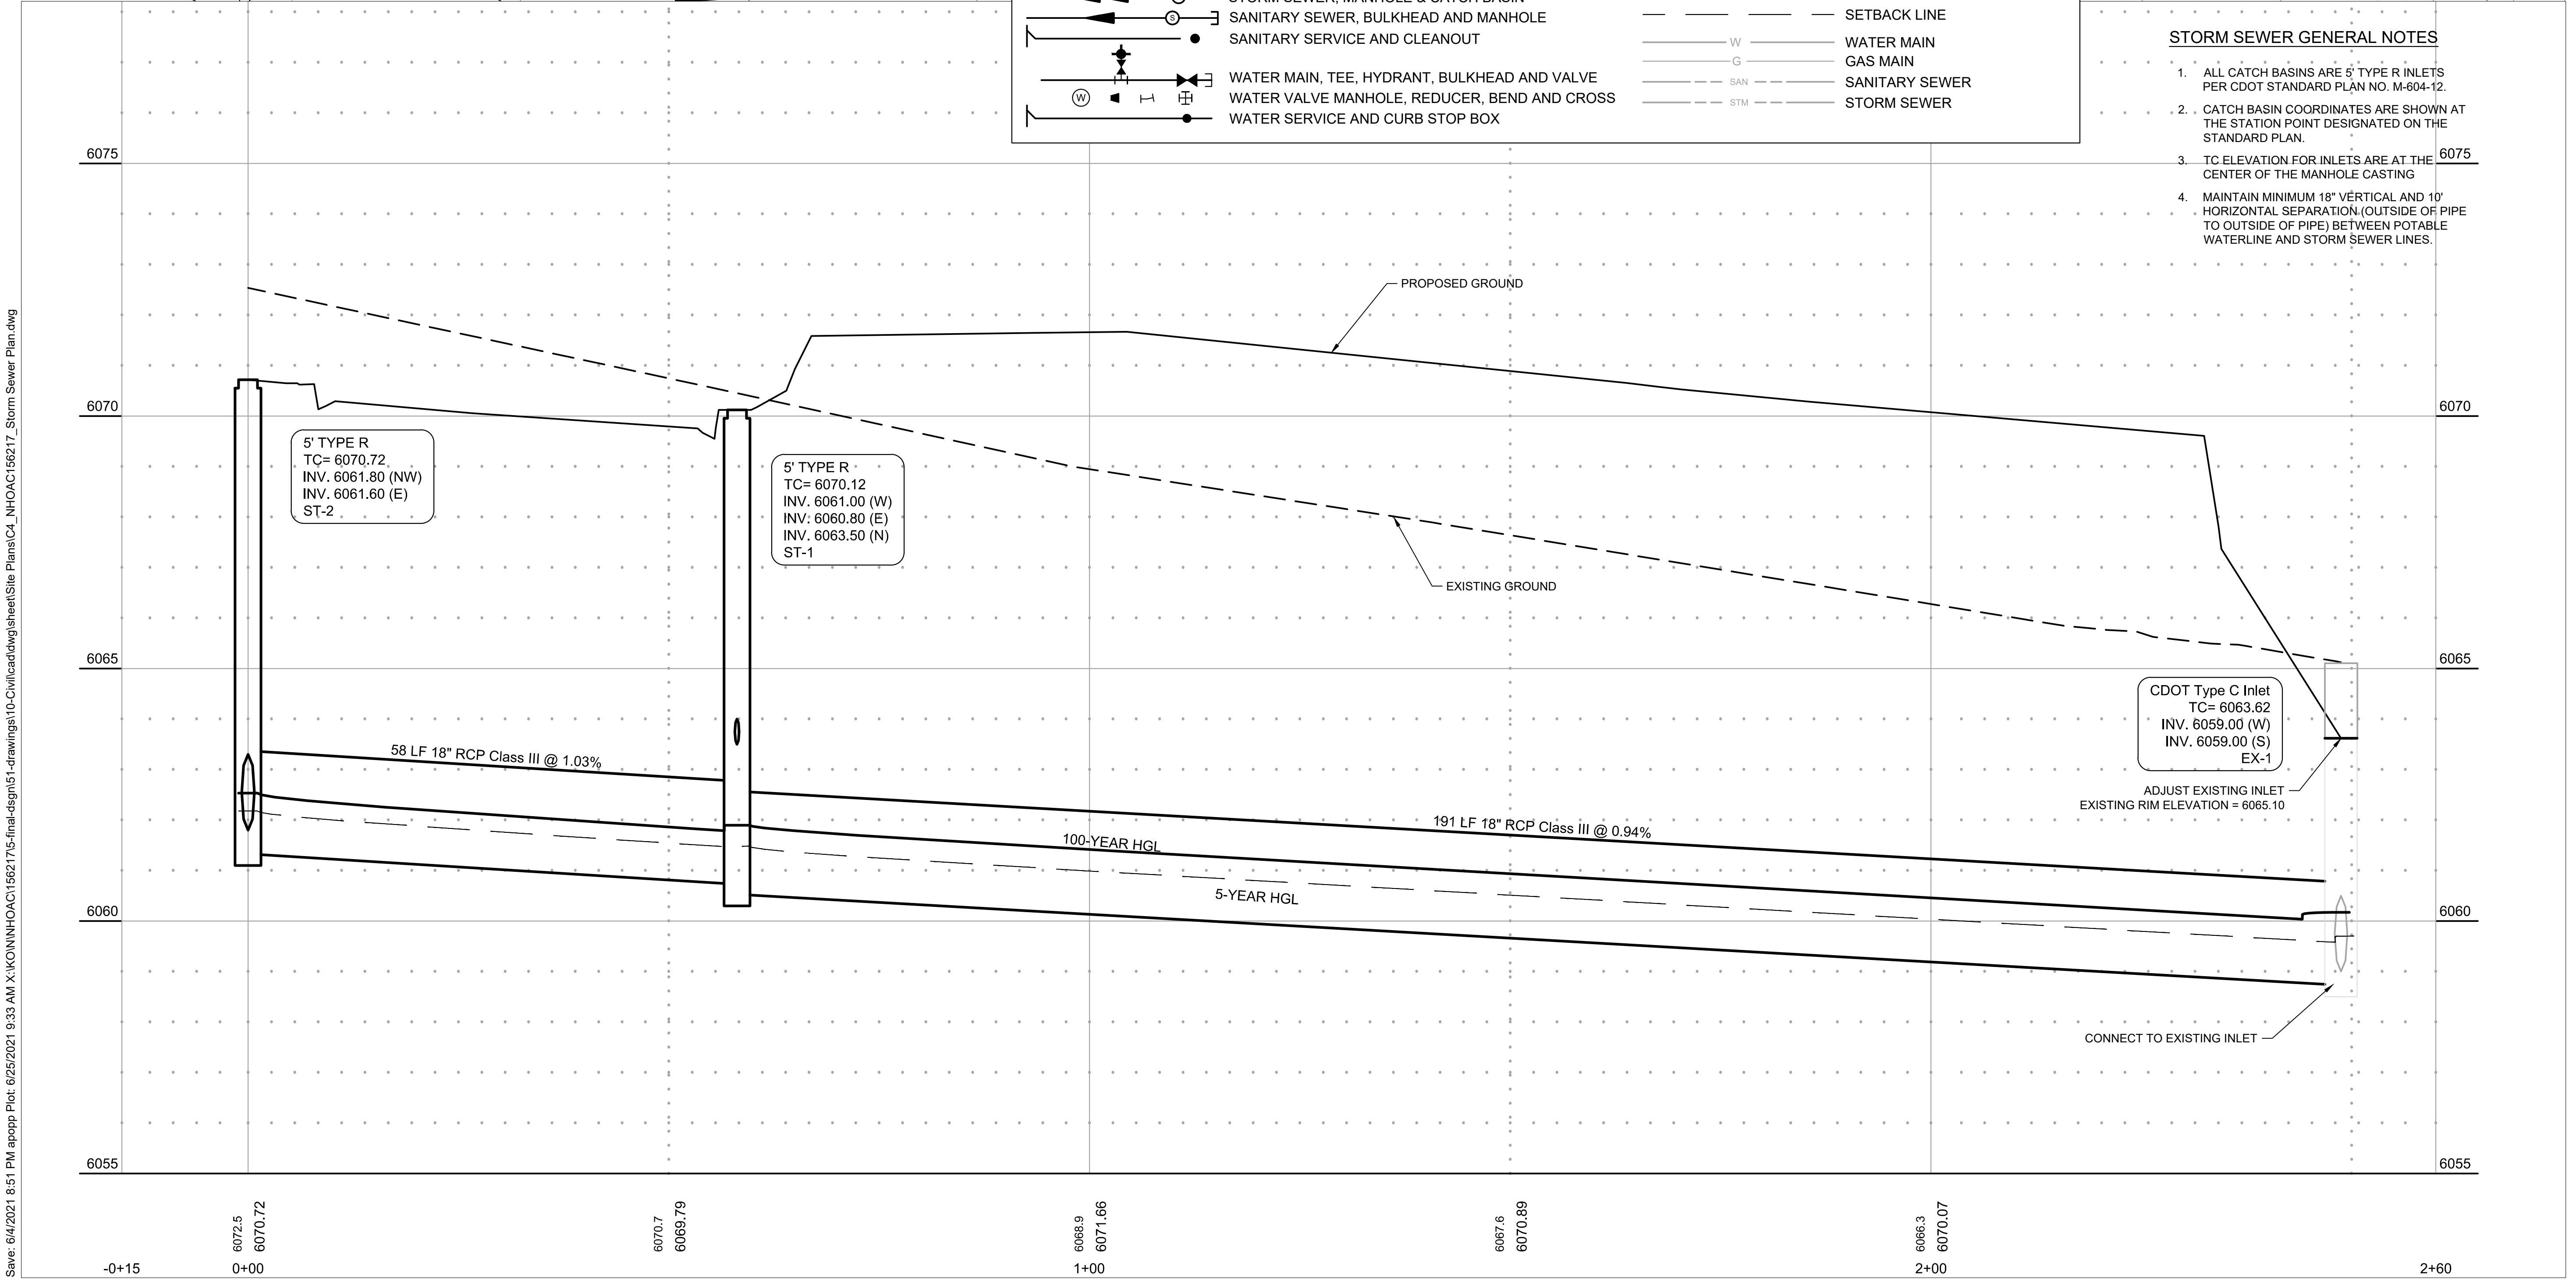 STORM SEWER, MANHOLE & CATCH BASIN
SANITARY SEWER, BULKHEAD AND MANHOLE
S
SANITARY SERVICE AND CLEANOUT
WATER MAIN, TEE, HYDRANT, BULKHEAD AND VALVE
W
WATER VALVE MANHOLE, REDUCER, BEND AND CROSS
WATER SERVICE AND CURB STOP BOX
SETBACK LINE
W
WATER MAIN
G
GAS MAIN
SAN
SANITARY SEWER
STM
STORM SEWER
STORM SEWER GENERAL NOTES
1. ALL CATCH BASINS ARE 5' TYPE R INLETS
PER CDOT STANDARD PLAN NO. M-604-12.
2. CATCH BASIN COORDINATES ARE SHOWN AT
THE STATION POINT DESIGNATED ON THE
STANDARD PLAN.
3. TC ELEVATION FOR INLETS ARE AT THE
CENTER OF THE MANHOLE CASTING
4. MAINTAIN MINIMUM 18" VERTICAL AND 10'
HORIZONTAL SEPARATION (OUTSIDE OF PIPE
TO OUTSIDE OF PIPE) BETWEEN POTABLE
WATERLINE AND STORM SEWER LINES.
6075
6075
PROPOSED GROUND
6070
6070
5' TYPE R
TC= 6070.72
INV. 6061.80 (NW)
INV. 6061.60 (E)
ST-2
5' TYPE R
TC= 6070.12
INV. 6061.00 (W)
INV. 6060.80 (E)
INV. 6063.50 (N)
ST-1
EXISTING GROUND
6065
6065
CDOT Type C Inlet
TC= 6063.62
INV. 6059.00 (W)
INV. 6059.00 (S)
EX-1
ADJUST EXISTING INLET
EXISTING RIM ELEVATION = 6065.10
58 LF 18" RCP Class III @ 1.03%
191 LF 18" RCP Class III @ 0.94%
100-YEAR HGL
5-YEAR HGL
6060
6060
CONNECT TO EXISTING INLET
6055
6055
6072.5
6070.72
6070.7
6069.79
6068.9
6071.66
6067.6
6070.89
6066.3
6070.07
-0+15
0+00
1+00
2+00
2+60
Save: 6/4/2021 8:51 PM apopp Plot: 6/25/2021 9:33 AM X:\KO\N\NHOAC\156217\5-final-dsgn\51-drawings\10-Civil\cad\dwg\sheet\Site Plans\C4_NHOAC156217_Storm Sewer Plan.dwg